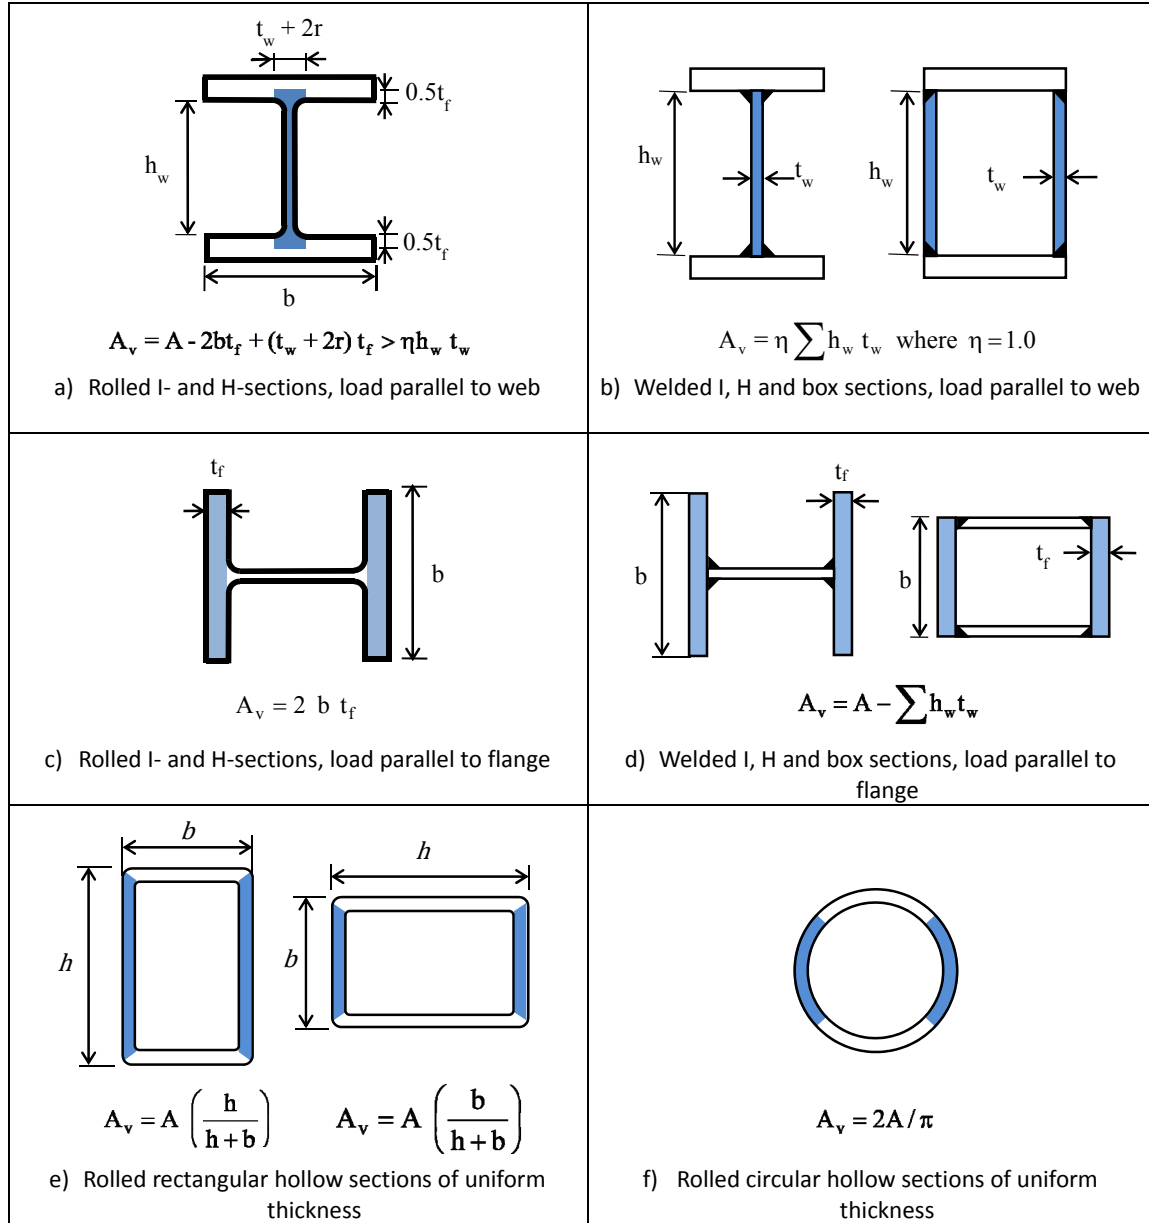 t_w + 2r
0.5t_f
h_w
0.5t_f
b
A_v = A - 2bt_f + (t_w + 2r) t_f > ηh_w t_w
a) Rolled I- and H-sections, load parallel to web
h_w
t_w
h_w
t_w
A_v = η∑h_w t_w where η = 1.0
b) Welded I, H and box sections, load parallel to web
t_f
b
A_v = 2 b t_f
c) Rolled I- and H-sections, load parallel to flange
t_f
b
b
t_f
A_v = A – ∑h_w t_w
d) Welded I, H and box sections, load parallel to
flange
b
h
h
b
A_v = A (h/(h+b))
A_v = A (b/(h+b))
e) Rolled rectangular hollow sections of uniform
thickness
A_v = 2A/π
f) Rolled circular hollow sections of uniform
thickness